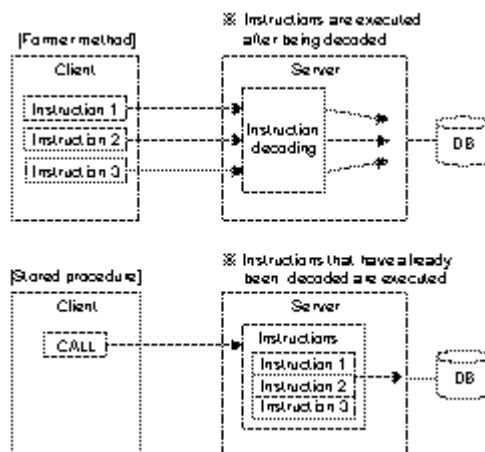 ※ Instructions are executed
after being decoded
[Former method]
Client
Server
Instruction 1
Instruction 2
Instruction 3
Instruction
decoding
DB
※ Instructions that have already
been decoded are executed
[Stored procedure]
Client
Server
CALL
Instructions
Instruction 1
Instruction 2
Instruction 3
DB